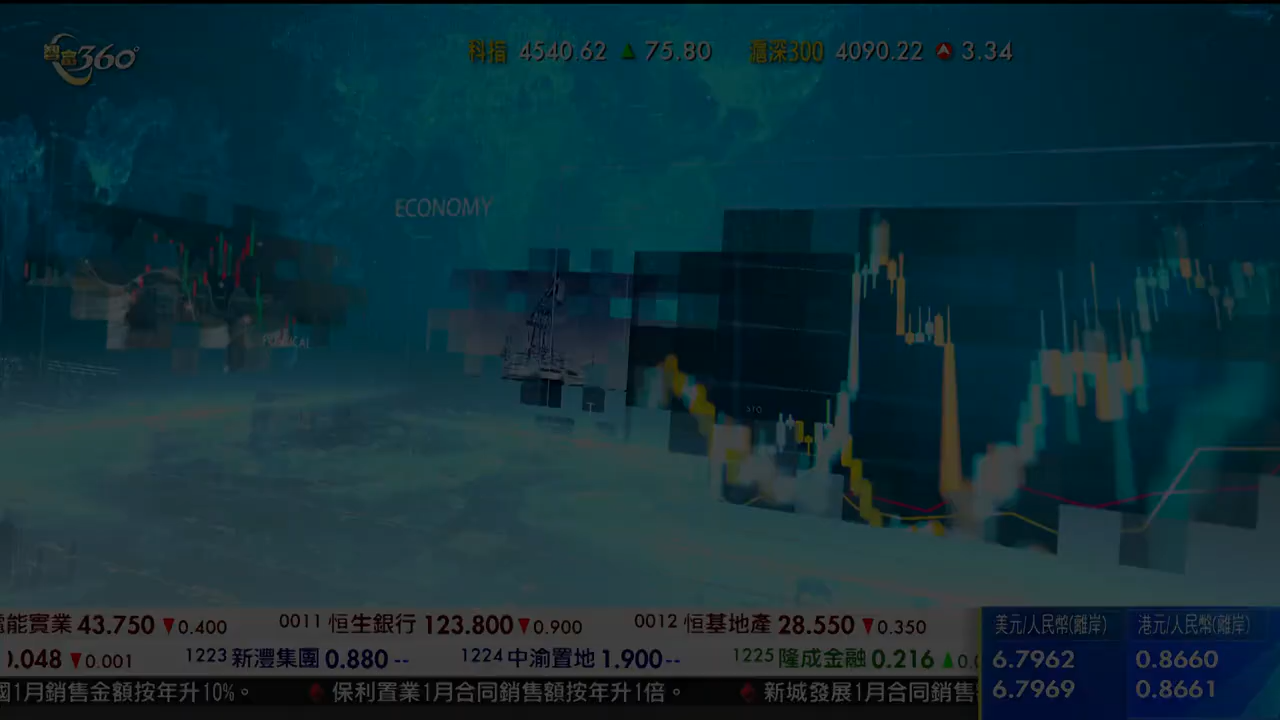 智富360°
科指 4540.62 ▲ 75.80 滬深300 4090.22 3.34
ECONOMY
能實業 43.750 ▼0.400 0011 恒生銀行 123.800▼0.900 0012 恒基地產 28.550 ▼0.350
.048 ▼0.001 1223 新灃集團 0.880 -- 1224 中渝置地 1.900-- 1225 隆成金融 0.216 ▲0.0
國1月銷售金額按年升10%。 保利置業1月合同銷售額按年升1倍。 新城發展1月合同銷售
美元/人民幣(離岸) 港元/人民幣(離岸)
6.7962 0.8660
6.7969 0.8661